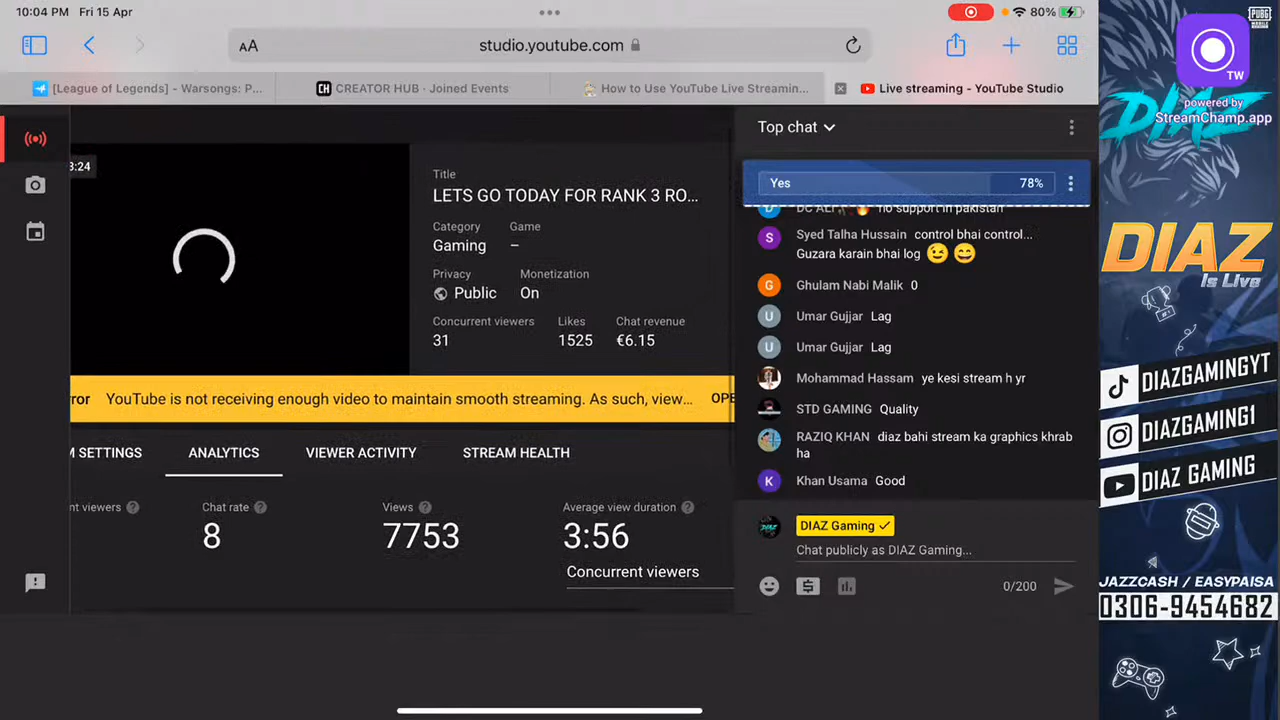 10:04 PM Fri 15 Apr
80%
AA
studio.youtube.com
[League of Legends] - Warsongs: P...
CREATOR HUB - Joined Events
How to Use YouTube Live Streamin...
Live streaming - YouTube Studio
3:24
Title
LETS GO TODAY FOR RANK 3 RO...
Category
Game
Gaming
–
Privacy
Monetization
Public
On
Concurrent viewers
Likes
Chat revenue
31
1525
€6.15
rror
YouTube is not receiving enough video to maintain smooth streaming. As such, view...
OPE
M SETTINGS
ANALYTICS
VIEWER ACTIVITY
STREAM HEALTH
nt viewers
Chat rate
Views
Average view duration
8
7753
3:56
Concurrent viewers
Top chat
Yes
78%
DC ALI no support in pakistan
Syed Talha Hussain control bhai control...
Guzara karain bhai log
Ghulam Nabi Malik 0
Umar Gujjar Lag
Umar Gujjar Lag
Mohammad Hassam ye kesi stream h yr
STD GAMING Quality
RAZIQ KHAN diaz bahi stream ka graphics khrab
ha
Khan Usama Good
DIAZ Gaming
Chat publicly as DIAZ Gaming...
0/200
PUBG
MOBILE
TW
powered by
StreamChamp.app
DIAZ
DIAZ
Is Live
DIAZGAMINGYT
DIAZGAMING1
DIAZ GAMING
JAZZCASH / EASYPAISA
0306-9454682